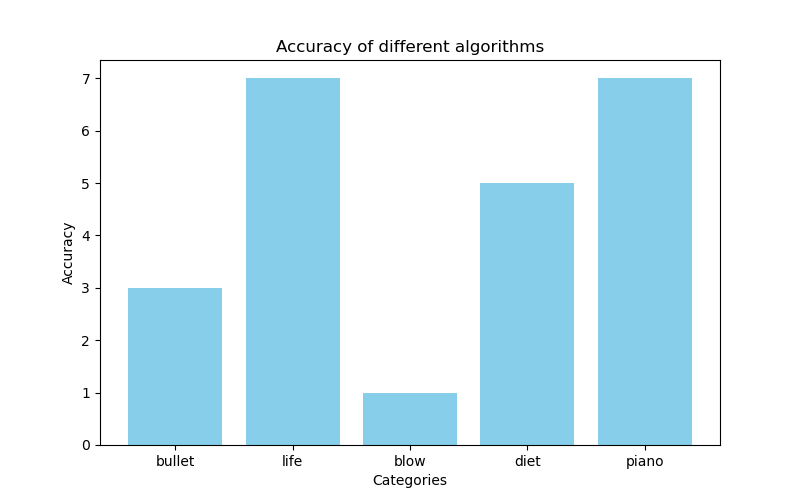 Accuracy of different algorithms
7
6
5
4
3
2
1
0
Accuracy
bullet life blow diet piano
Categories